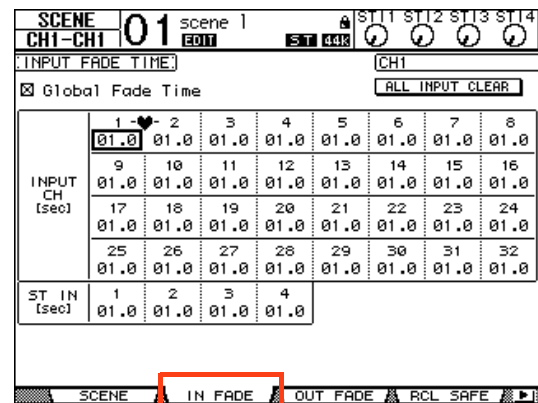 SCENE
CH1-CH1
01 scene 1
EDIT
ST 44K
STI1 STI2 STI3 STI4
INPUT FADE TIME
CH1
Global Fade Time
ALL INPUT CLEAR
INPUT CH [sec]
1 -♥- 2 3 4 5 6 7 8
01.0 01.0 01.0 01.0 01.0 01.0 01.0 01.0
9 10 11 12 13 14 15 16
01.0 01.0 01.0 01.0 01.0 01.0 01.0 01.0
17 18 19 20 21 22 23 24
01.0 01.0 01.0 01.0 01.0 01.0 01.0 01.0
25 26 27 28 29 30 31 32
01.0 01.0 01.0 01.0 01.0 01.0 01.0 01.0
ST IN [sec]
1 2 3 4
01.0 01.0 01.0 01.0
SCENE IN FADE OUT FADE RCL SAFE